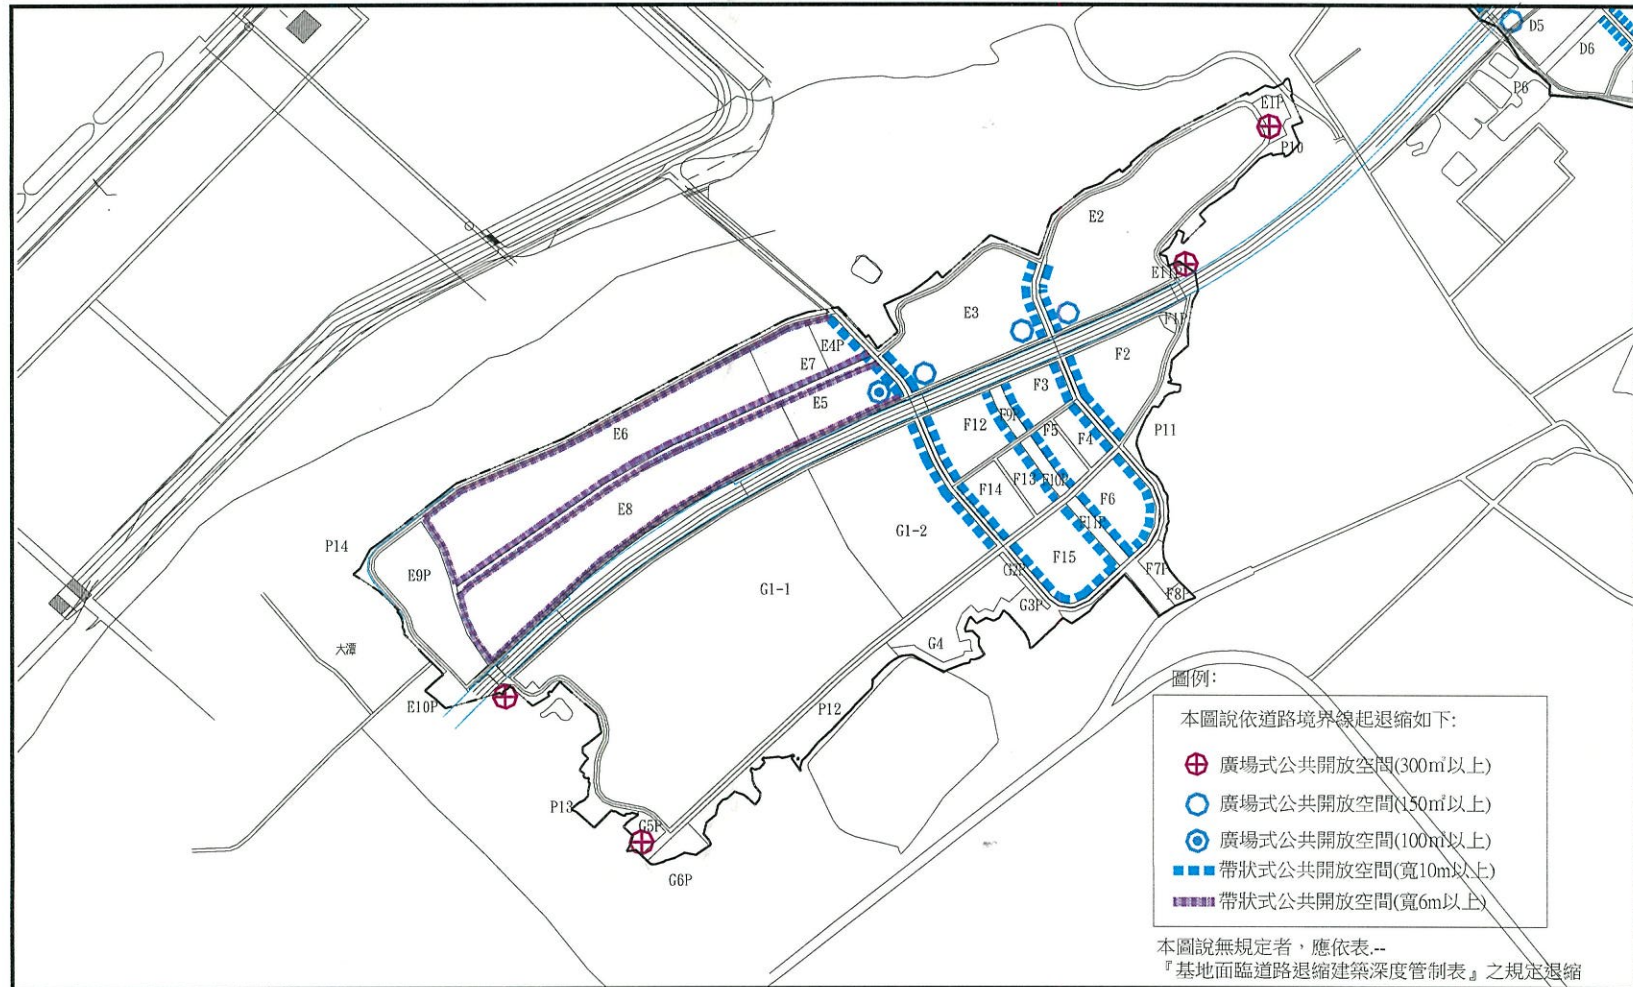 D5
D6
P6
E1P
P10
E2
E11P
E3
F1P
E4P
F2
E7
F3
E5
F9P
F12
E6
F5
F4
P11
F13
F10P
F14
F6
E8
F11P
G1-2
P14
F15
E9P
G2P
F7P
G1-1
G3P
F8P
G4
大潭
圖例:
E10P
P12
本圖說依道路境界線起退縮如下:
廣場式公共開放空間(300㎡以上)
廣場式公共開放空間(150㎡以上)
P13
G5P
廣場式公共開放空間(100㎡以上)
帶狀式公共開放空間(寬10m以上)
G6P
帶狀式公共開放空間(寬6m以上)
本圖說無規定者，應依表.--
『基地面臨道路退縮建築深度管制表』之規定退縮